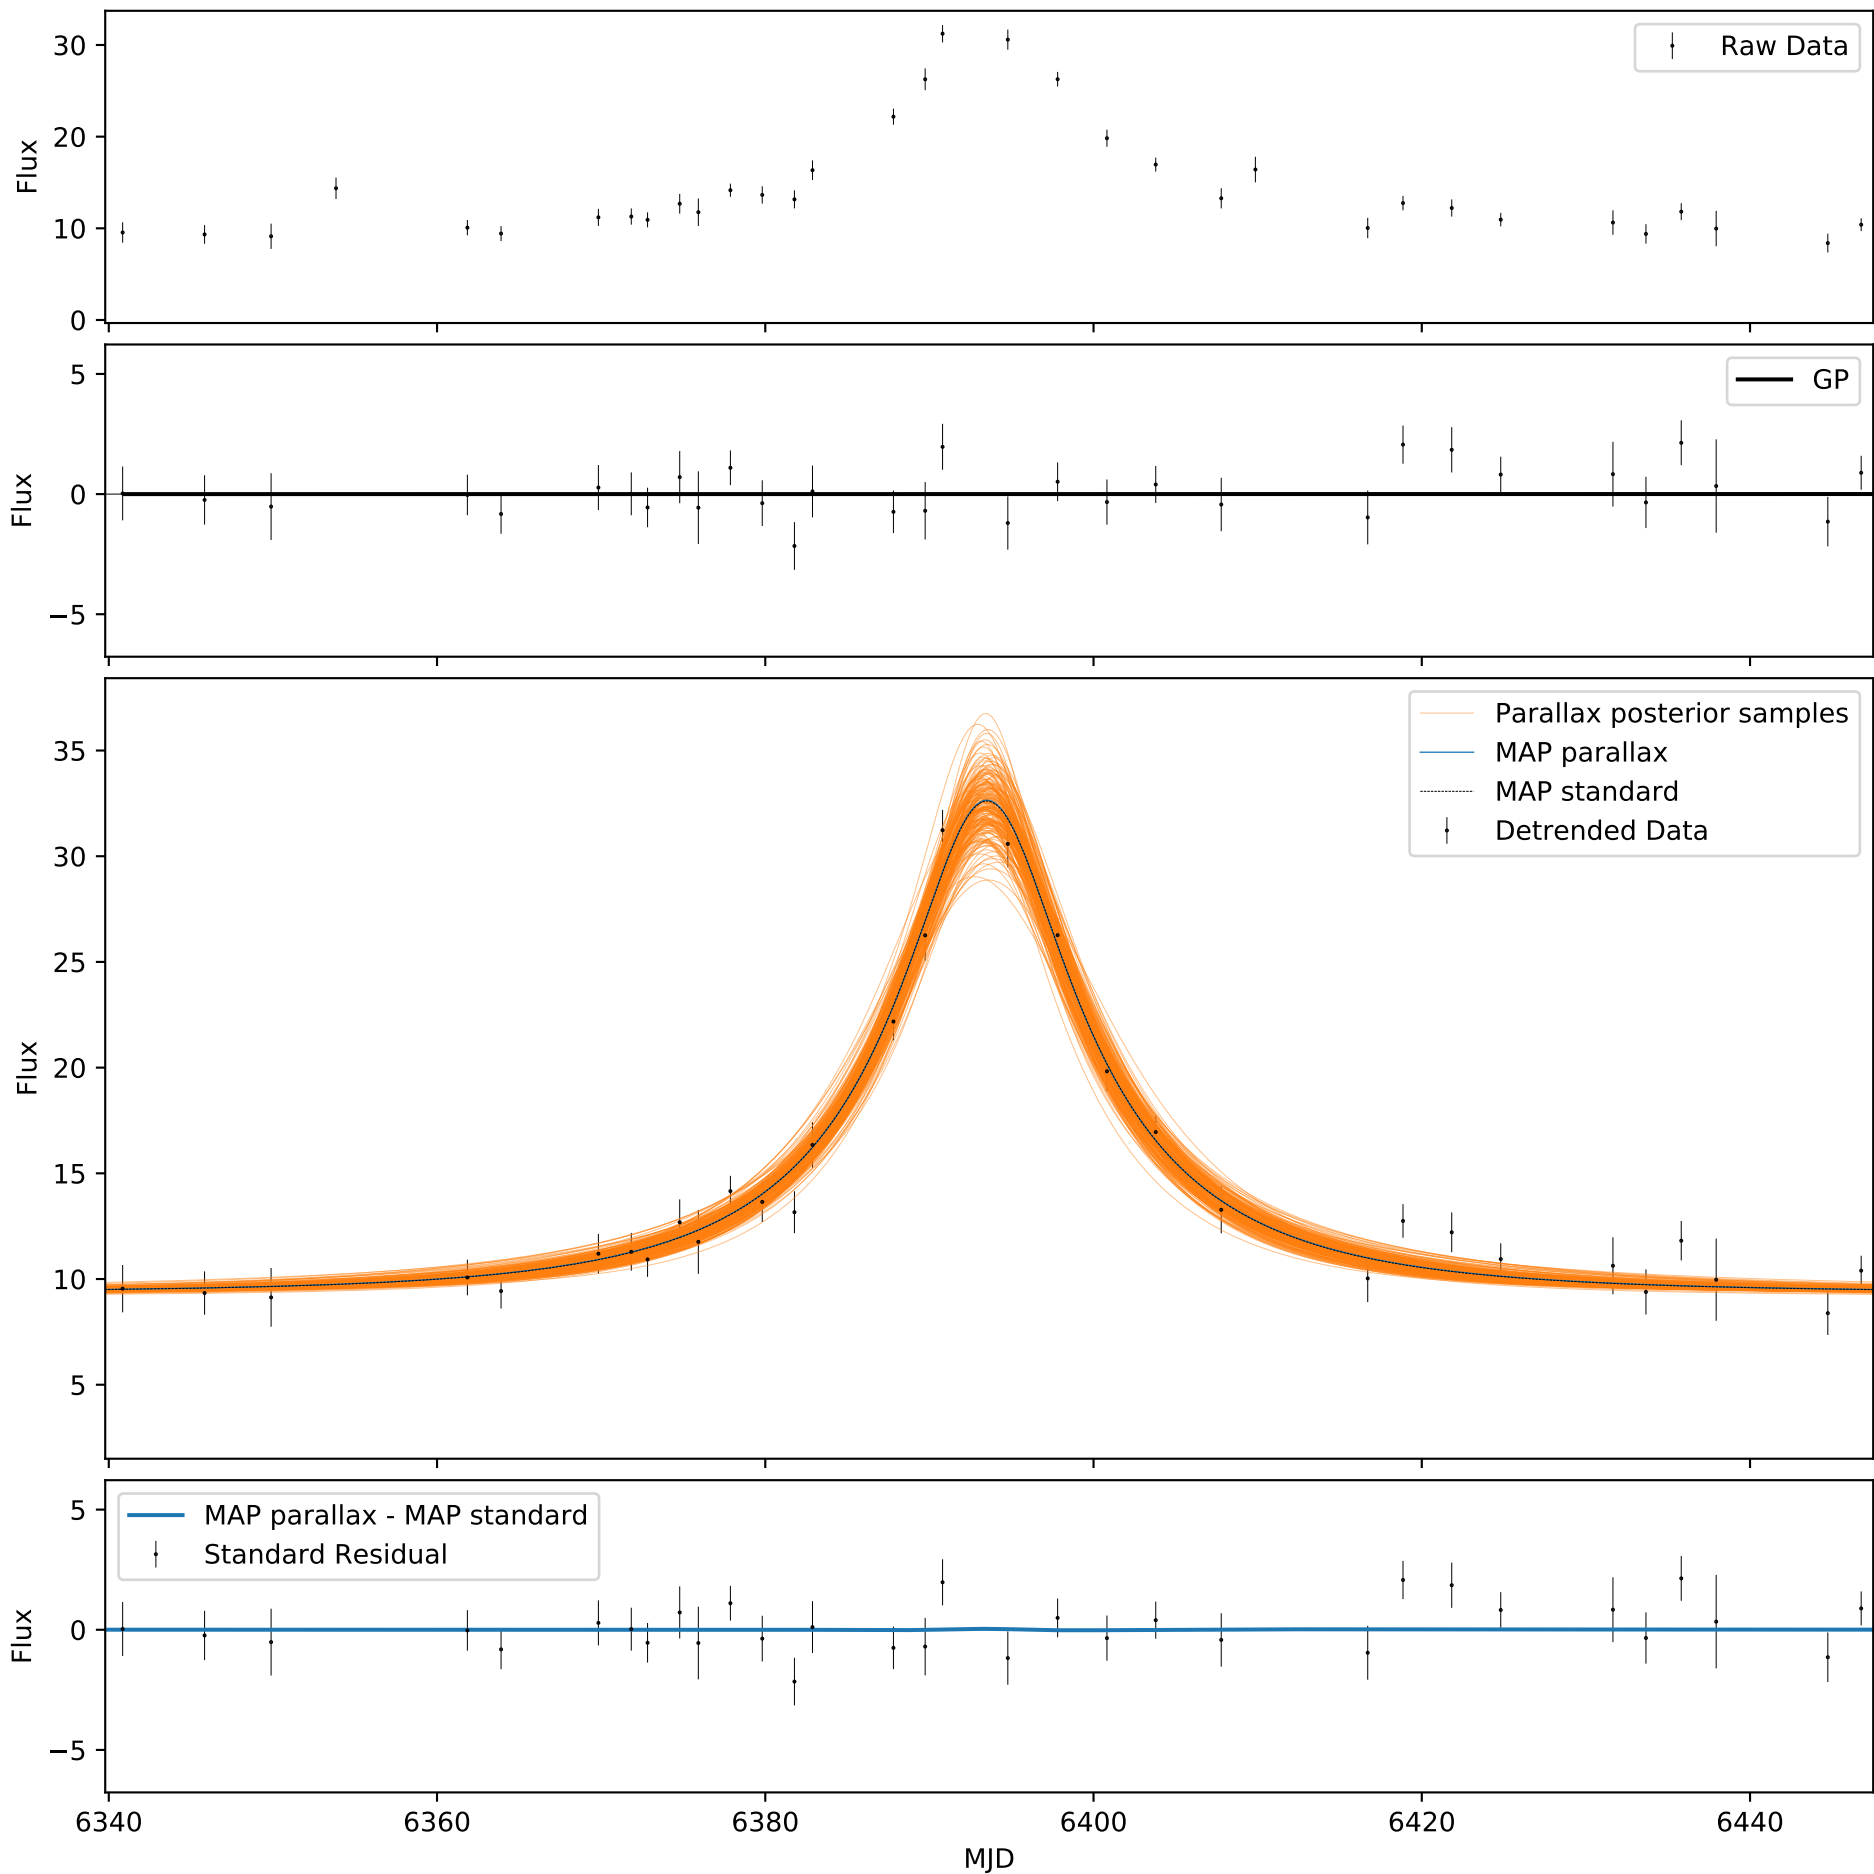 30
20
10
0
Flux
Raw Data
5
0
−5
Flux
GP
35
30
25
20
15
10
5
Flux
Parallax posterior samples
MAP parallax
MAP standard
Detrended Data
5
0
−5
Flux
MAP parallax - MAP standard
Standard Residual
6340 6360 6380 6400 6420 6440
MJD